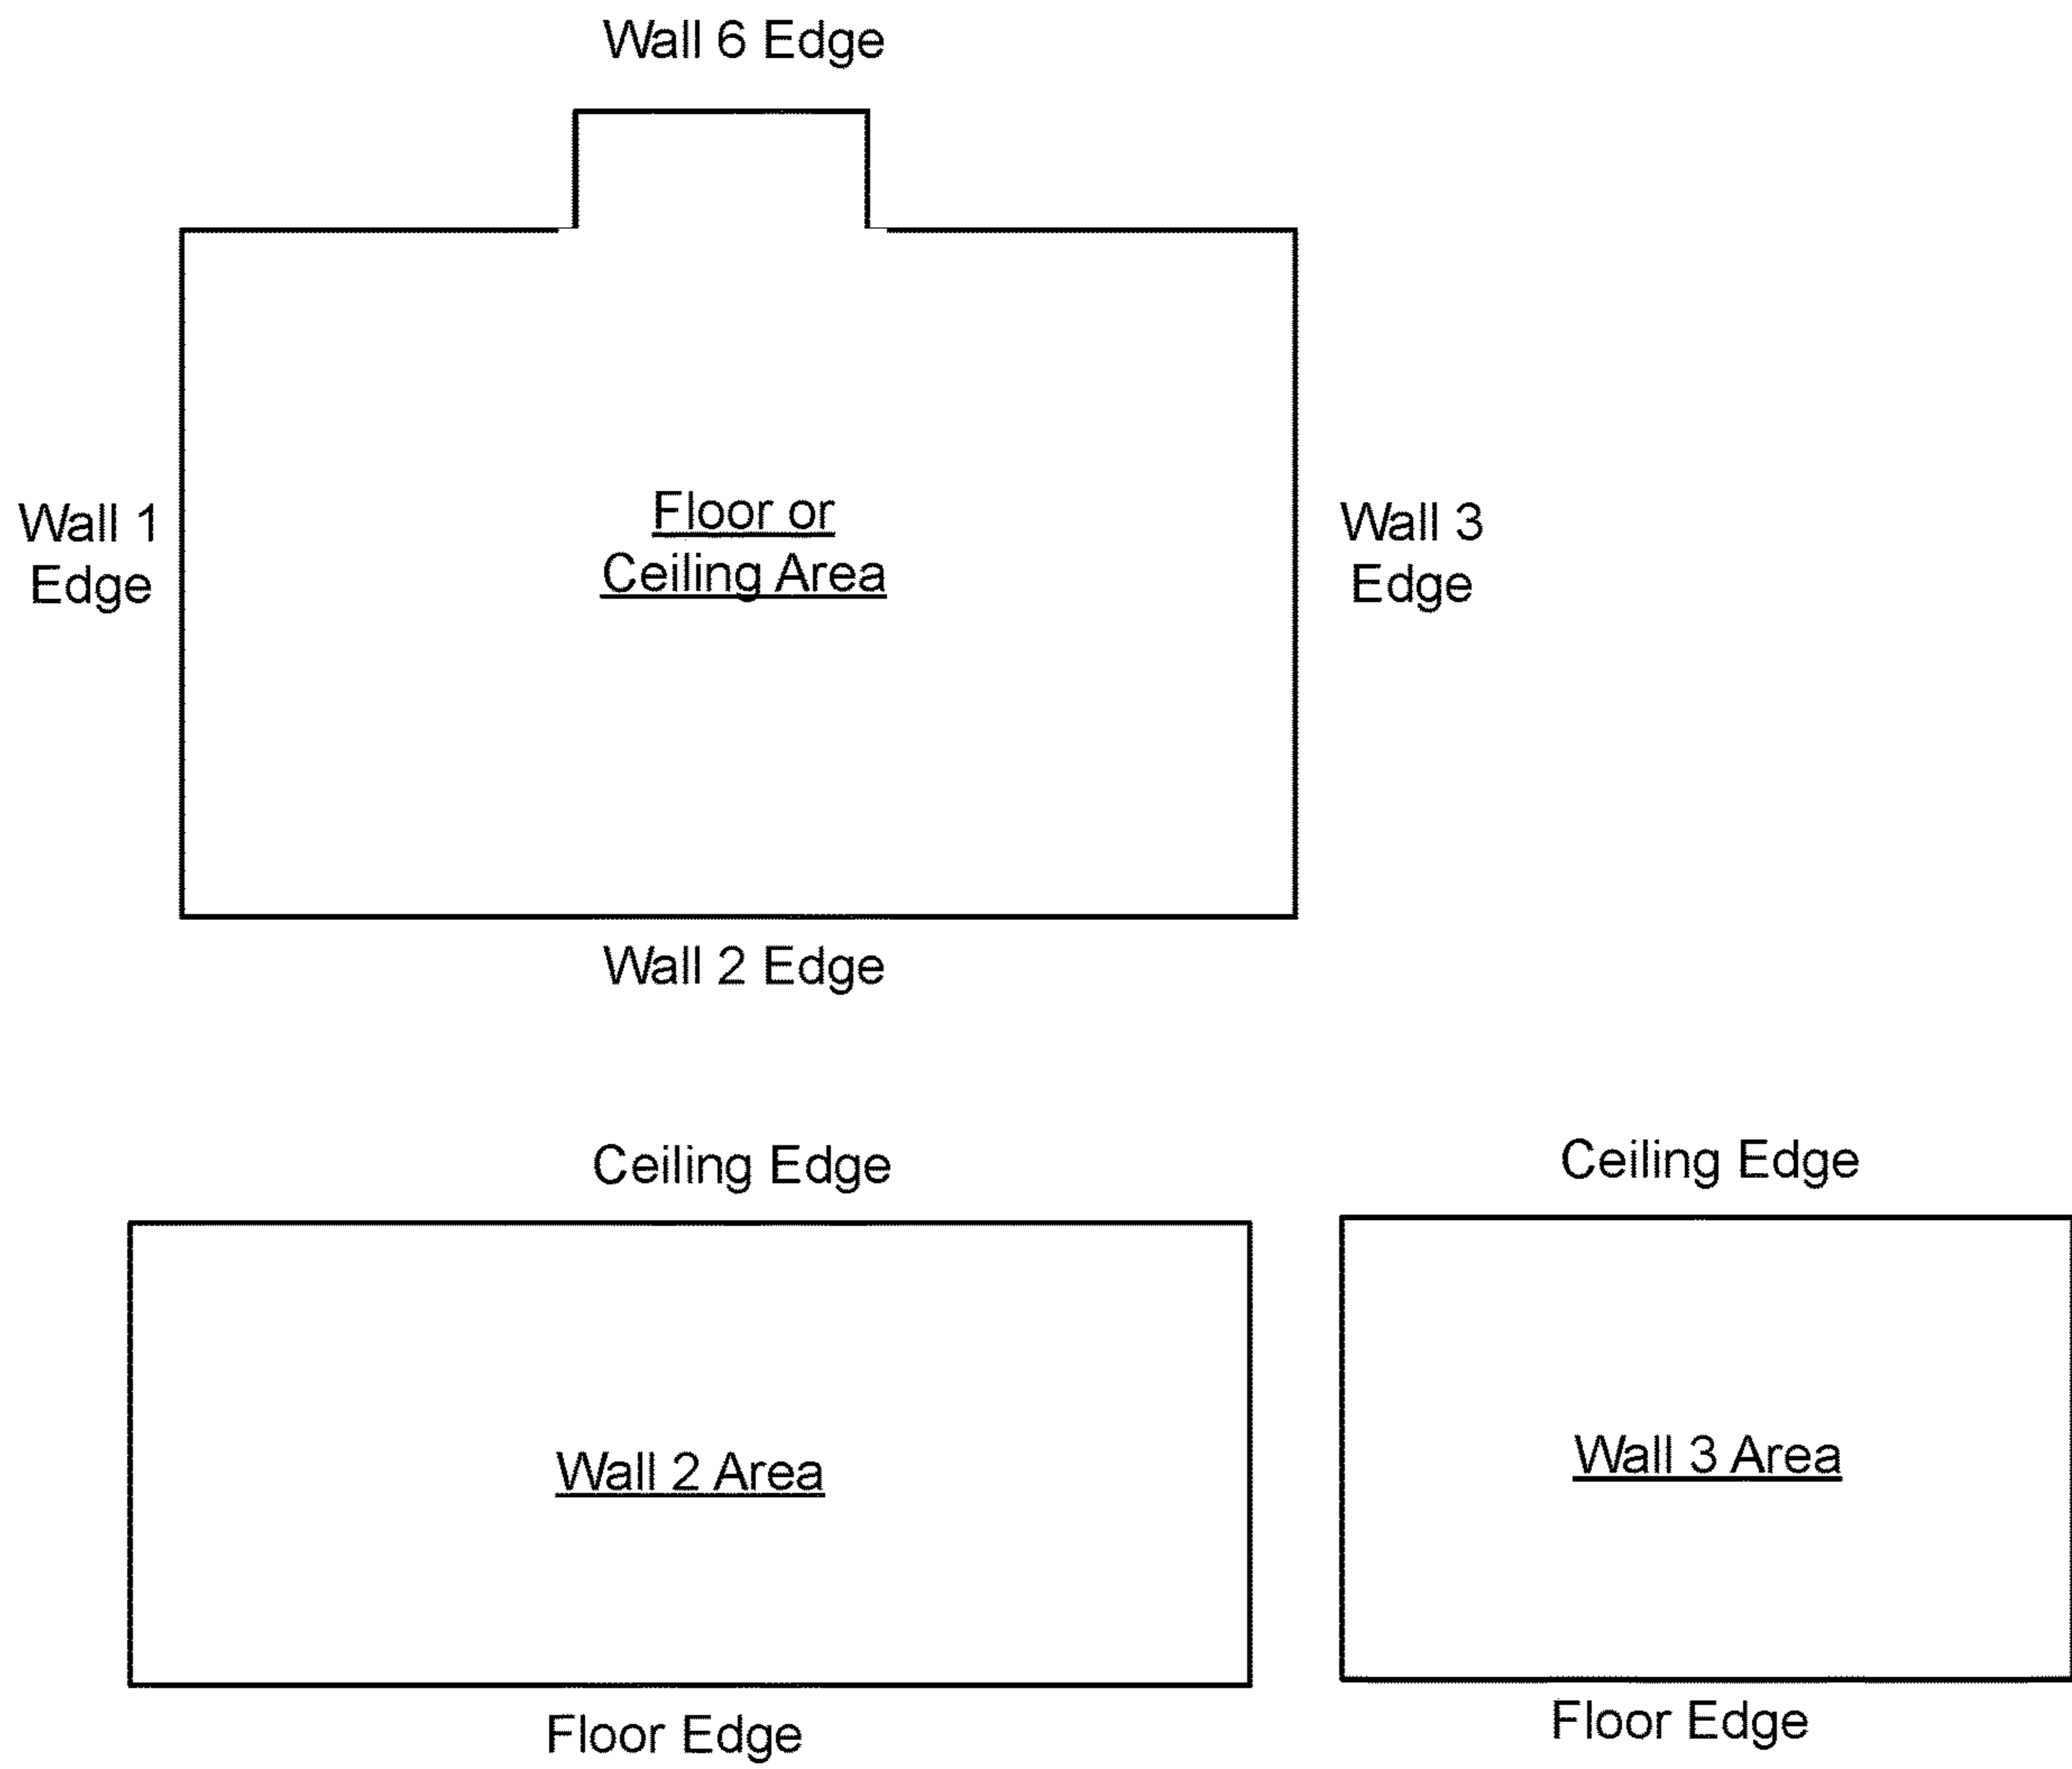 Wall 6 Edge
Wall 1
Edge
Floor or
Ceiling Area
Wall 3
Edge
Wall 2 Edge
Ceiling Edge
Ceiling Edge
Wall 2 Area
Wall 3 Area
Floor Edge
Floor Edge